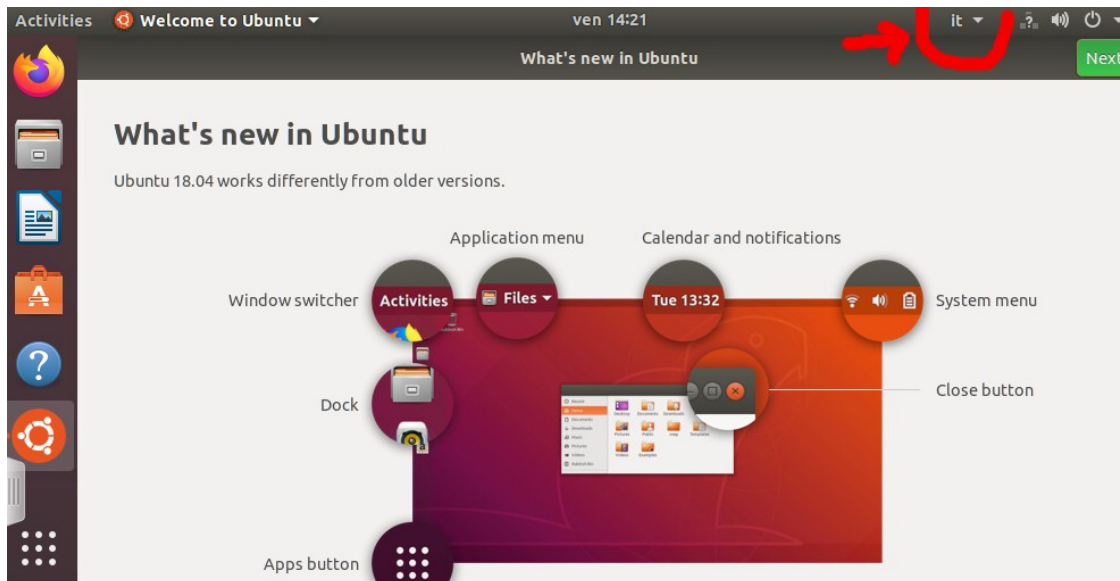 Activities Welcome to Ubuntu ven 14:21 it ?
What's new in Ubuntu Next
What's new in Ubuntu
Ubuntu 18.04 works differently from older versions.
Application menu Calendar and notifications
Window switcher Activities Files Tue 13:32 System menu
Close button
Dock
Apps button